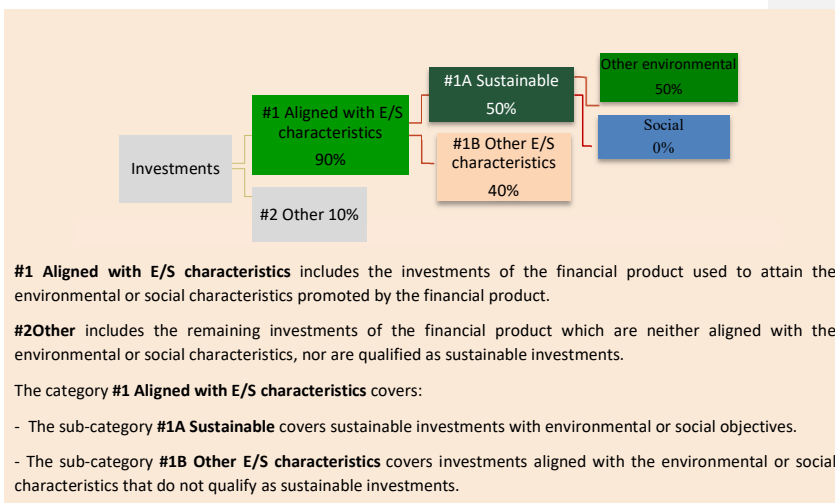 Investments
#1 Aligned with E/S
characteristics
90%
#2 Other 10%
#1A Sustainable
50%
#1B Other E/S
characteristics
40%
Other environmental
50%
Social
0%
#1 Aligned with E/S characteristics includes the investments of the financial product used to attain the
environmental or social characteristics promoted by the financial product.
#2Other includes the remaining investments of the financial product which are neither aligned with the
environmental or social characteristics, nor are qualified as sustainable investments.
The category #1 Aligned with E/S characteristics covers:
- The sub-category #1A Sustainable covers sustainable investments with environmental or social objectives.
- The sub-category #1B Other E/S characteristics covers investments aligned with the environmental or social
characteristics that do not qualify as sustainable investments.